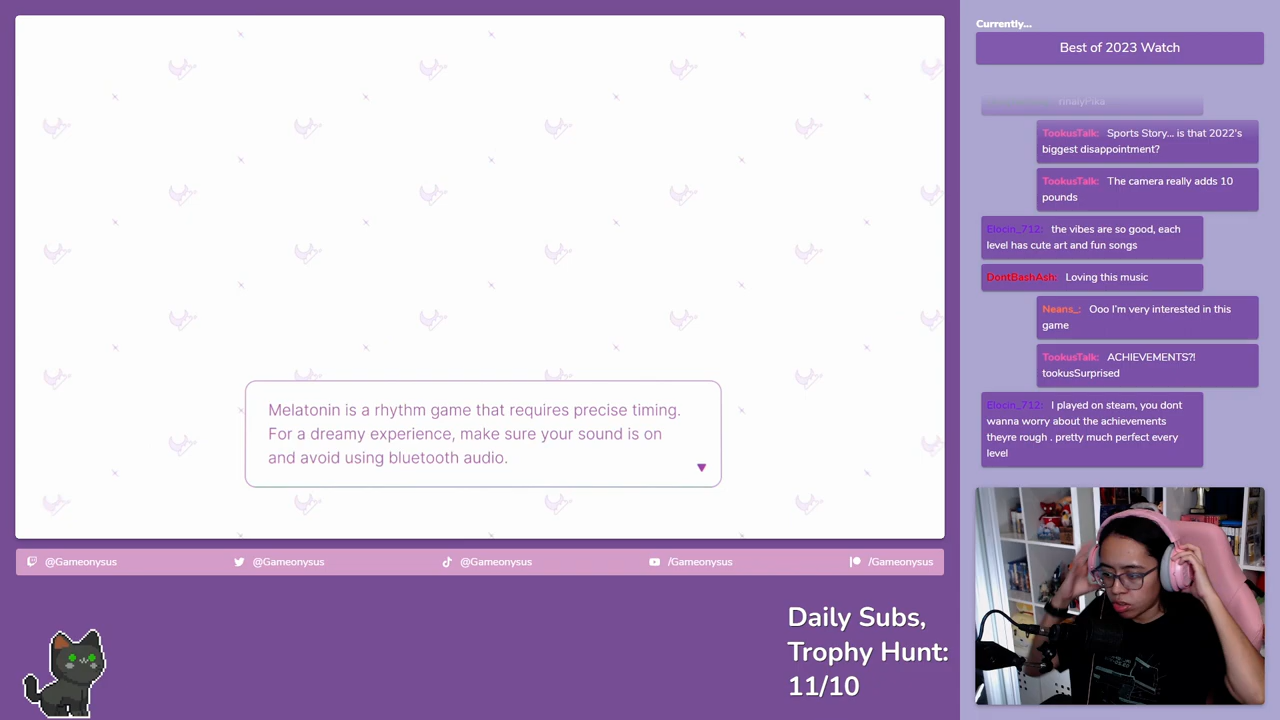 Currently...
Best of 2023 Watch
TookusTalk: Sports Story... is that 2022's
biggest disappointment?
TookusTalk: The camera really adds 10
pounds
Elocin_712: the vibes are so good, each
level has cute art and fun songs
DontBashAsh: Loving this music
Neans_: Ooo I'm very interested in this
game
TookusTalk: ACHIEVEMENTS?!
tookusSurprised
Elocin_712: I played on steam, you dont
wanna worry about the achievements
theyre rough . pretty much perfect every
level
Melatonin is a rhythm game that requires precise timing.
For a dreamy experience, make sure your sound is on
and avoid using bluetooth audio.
@Gameonysus @Gameonysus @Gameonysus /Gameonysus /Gameonysus
Daily Subs,
Trophy Hunt:
11/10